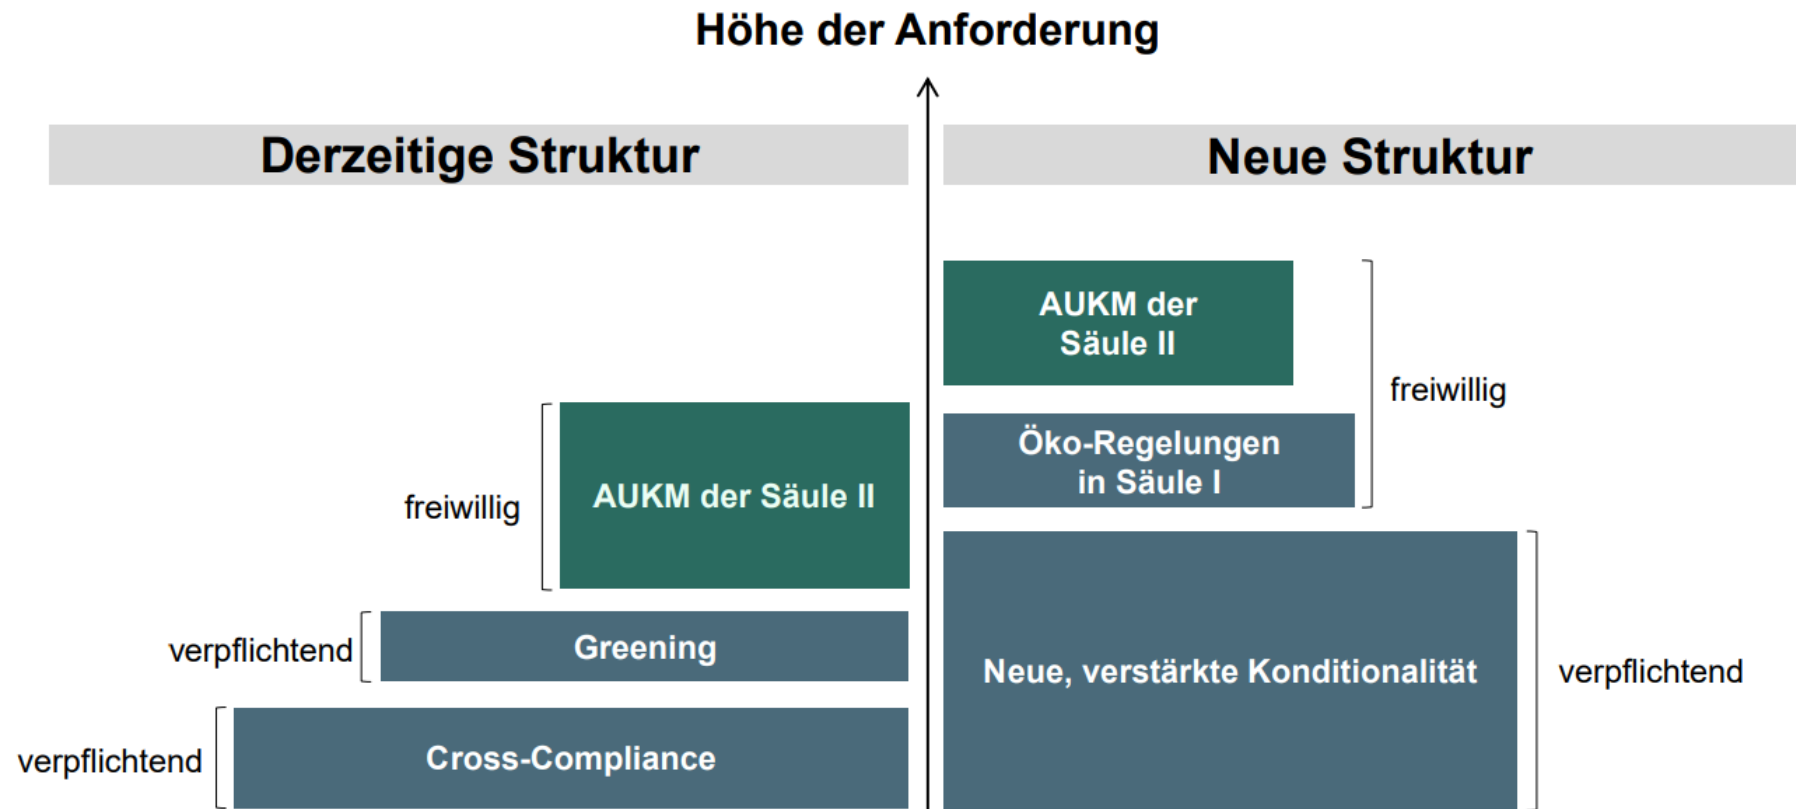 Höhe der Anforderung
Derzeitige Struktur
Neue Struktur
AUKM der
Säule II
freiwillig
Öko-Regelungen
in Säule I
AUKM der Säule II
freiwillig
Greening
verpflichtend
Neue, verstärkte Konditionalität
verpflichtend
Cross-Compliance
verpflichtend